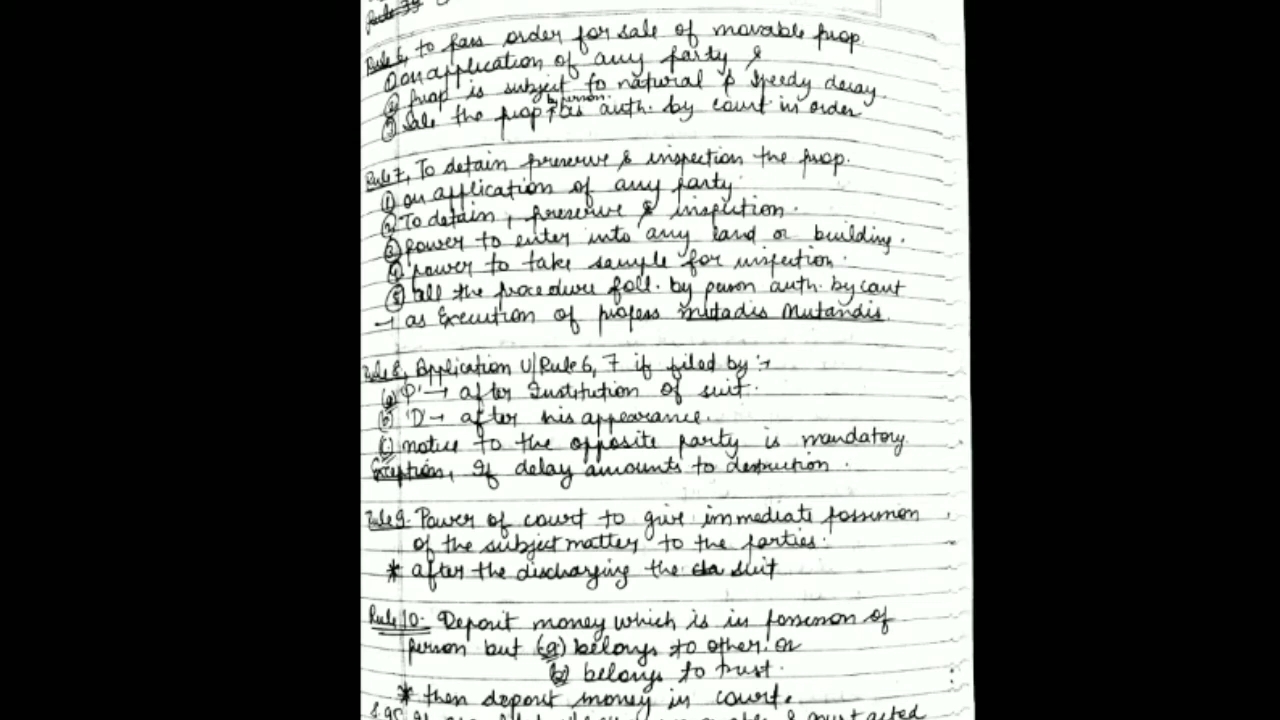 Rule 39
Rule 6, to pass order for sale of movable prop.
① on application of any party &
② prop is subject to natural & speedy decay
③ Sale the prop by person auth. by court in order
Rule 7, To detain preserve & inspection the prop.
① on application of any party.
② To detain, preserve & inspection.
③ power to enter into any land or building.
④ power to take sample for inspection.
⑤ all the procedure foll. by person auth. by court
→ as Execution of profess mutadis Mutandis.
Rule 8, Application U/Rule 6, 7 if filed by :→
(a) 'P' → after Institution of suit.
(b) 'D' → after his appearance.
(c) notice to the opposite party is mandatory
Exception, If delay amounts to destruction.
Rule 9. Power of court to give immediate possession
of the subject matter to the parties.
* after the discharging the suit
Rule 10. Deposit money which is in possession of
person but (a) belongs to other. or
(b) belongs to trust.
* then deposit money in court.
S.95